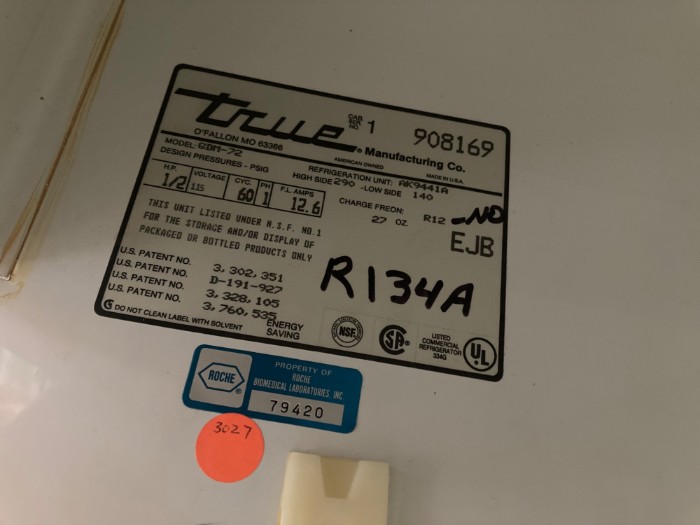 true
CAB. SER. NO. 1 908169
® Manufacturing Co.
O'FALLON MO 63366
AMERICAN OWNED MADE IN U.S.A.
MODEL: GDM-72
REFRIGERATION UNIT: AK9441A
DESIGN PRESSURES - PSIG HIGH SIDE 290 -LOW SIDE 140
H.P. VOLTAGE CYC. PH F.L. AMPS
1/2 115 60 1 12.6
CHARGE FREON: 27 OZ. R12 - NO
EJB
THIS UNIT LISTED UNDER N.S.F. NO.1
FOR THE STORAGE AND/OR DISPLAY OF
PACKAGED OR BOTTLED PRODUCTS ONLY
R134A
U.S. PATENT NO. 3,302,351
U.S. PATENT NO. D-191-927
U.S. PATENT NO. 3,328,105
U.S. PATENT NO. 3,760,535
DO NOT CLEAN LABEL WITH SOLVENT
ENERGY
SAVING
NSF
SA ®
LISTED
COMMERCIAL
REFRIGERATOR
334G
UL ®
ROCHE ®
PROPERTY OF
ROCHE
BIOMEDICAL LABORATORIES, INC.
79420
3027